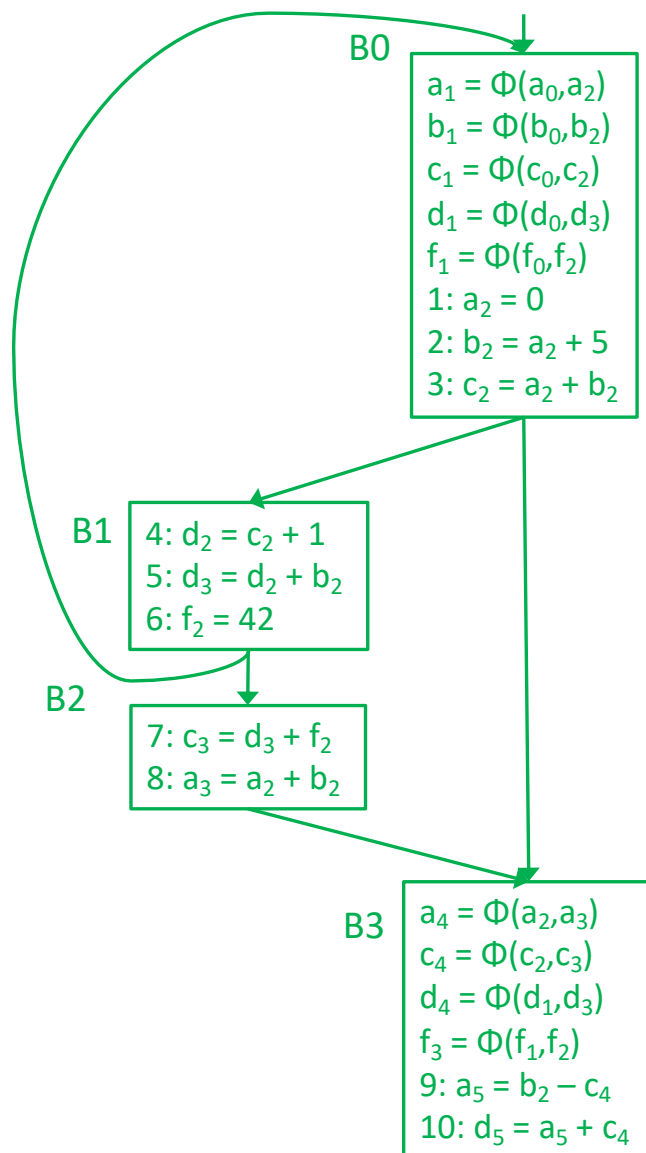 B0
a₁ = Φ(a₀,a₂)
b₁ = Φ(b₀,b₂)
c₁ = Φ(c₀,c₂)
d₁ = Φ(d₀,d₃)
f₁ = Φ(f₀,f₂)
1: a₂ = 0
2: b₂ = a₂ + 5
3: c₂ = a₂ + b₂
B1
4: d₂ = c₂ + 1
5: d₃ = d₂ + b₂
6: f₂ = 42
B2
7: c₃ = d₃ + f₂
8: a₃ = a₂ + b₂
B3
a₄ = Φ(a₂,a₃)
c₄ = Φ(c₂,c₃)
d₄ = Φ(d₁,d₃)
f₃ = Φ(f₁,f₂)
9: a₅ = b₂ – c₄
10: d₅ = a₅ + c₄